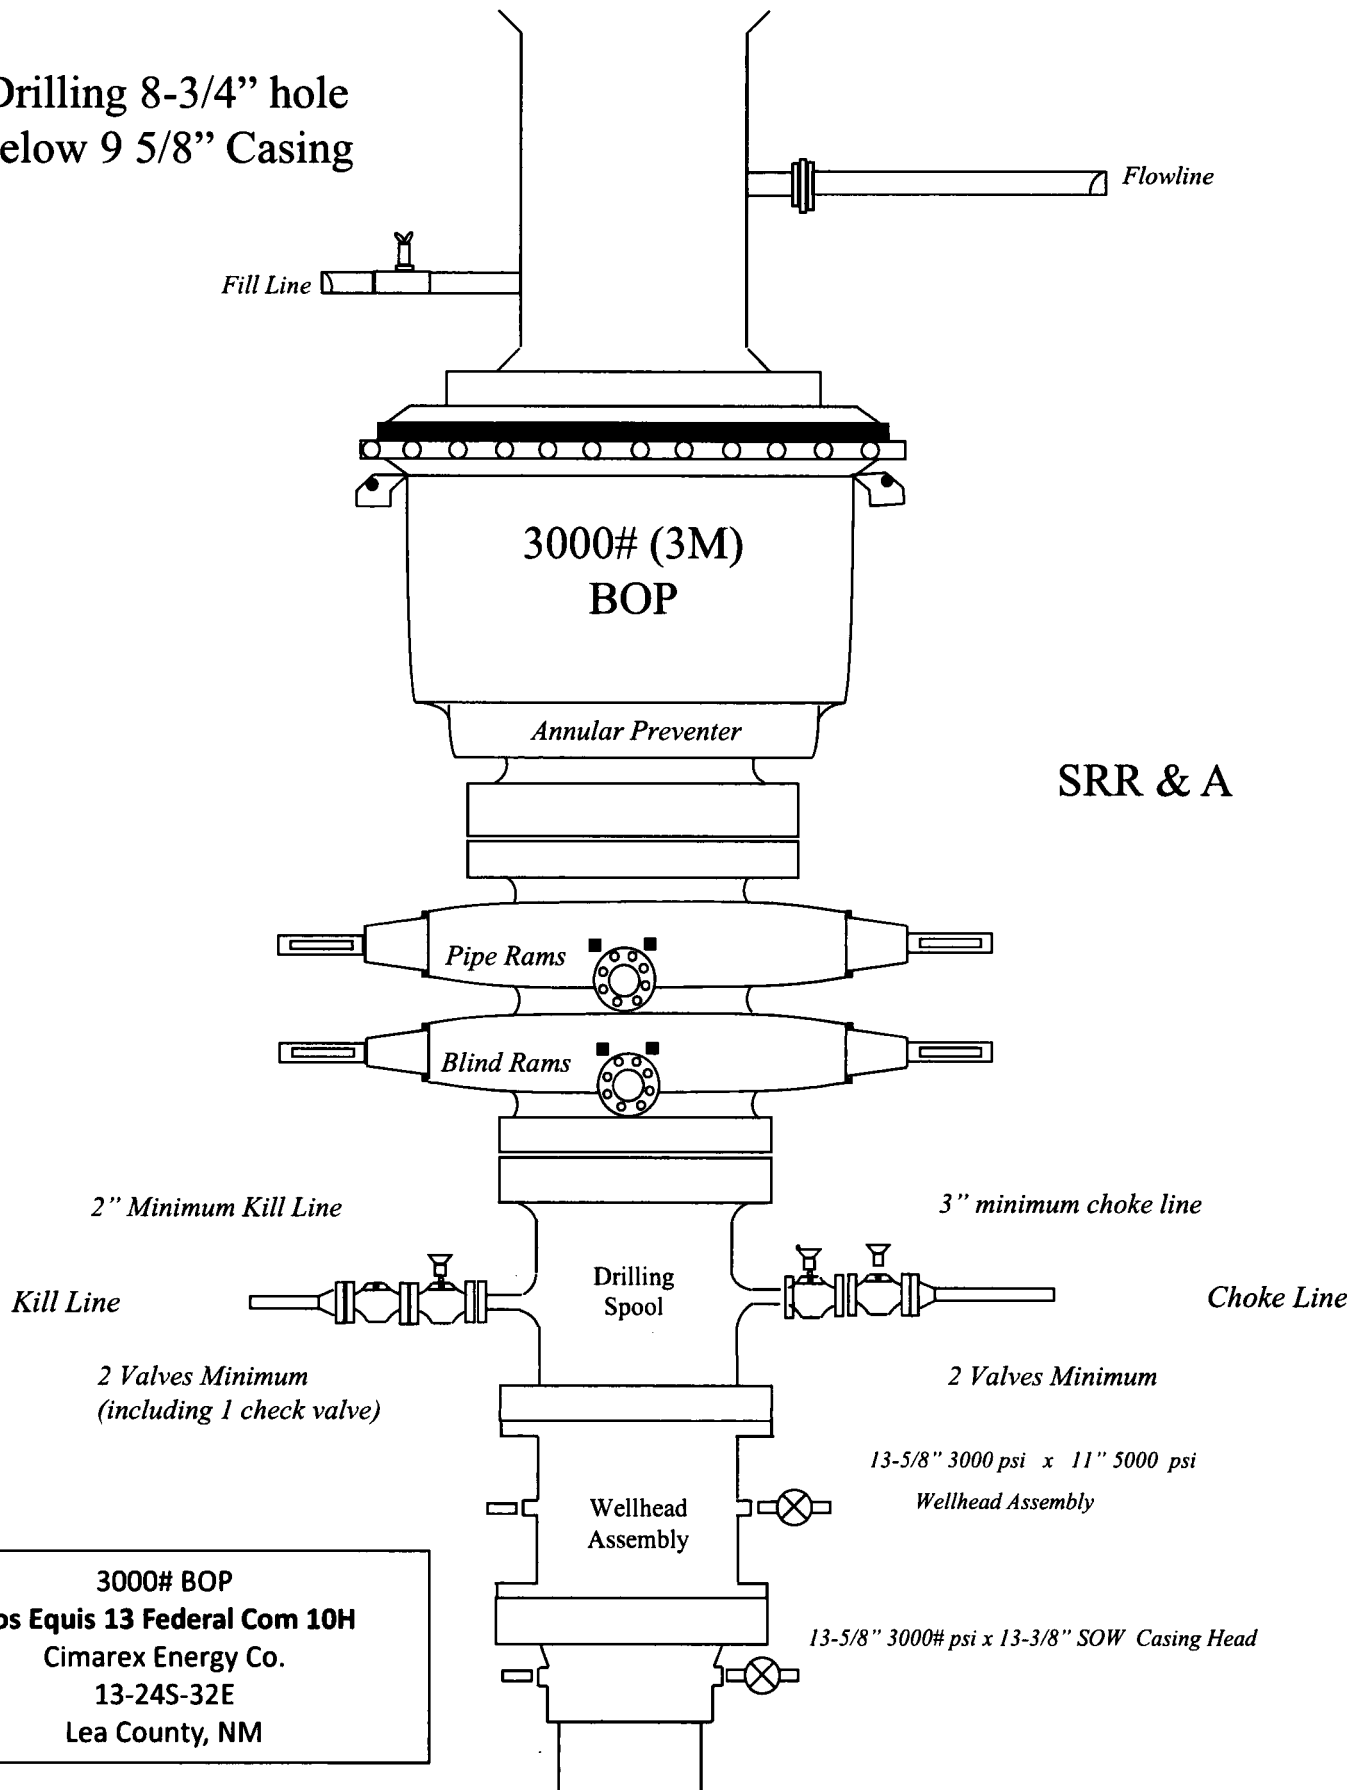 Drilling 8-3/4” hole
elow 9 5/8” Casing
Flowline
Fill Line
3000# (3M)
BOP
Annular Preventer
SRR & A
Pipe Rams
Blind Rams
2” Minimum Kill Line
3” minimum choke line
Drilling
Spool
Kill Line
Choke Line
2 Valves Minimum
(including 1 check valve)
2 Valves Minimum
13-5/8” 3000 psi x 11” 5000 psi
Wellhead Assembly
Wellhead
Assembly
3000# BOP
os Equis 13 Federal Com 10H
Cimarex Energy Co.
13-24S-32E
Lea County, NM
13-5/8” 3000# psi x 13-3/8” SOW Casing Head